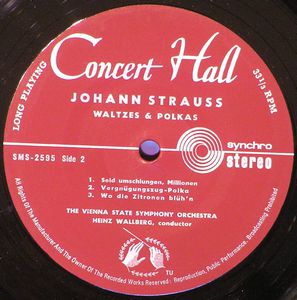 LONG PLAYING
Concert Hall
33 1/3 RPM.
JOHANN STRAUSS
WALTZES & POLKAS
SMS-2595 Side 2
synchro
stereo
1. Seid umschlungen, Millionen
2. Vergnügungszug-Polka
3. Wo die Zitronen blüh'n
THE VIENNA STATE SYMPHONY ORCHESTRA
HEINZ WALLBERG, conductor
TU
All Rights Of The Manufacturer And The Owner Of The Recorded Works Reserved! Reproduction, Public Performance, Broadcasting Prohibited.